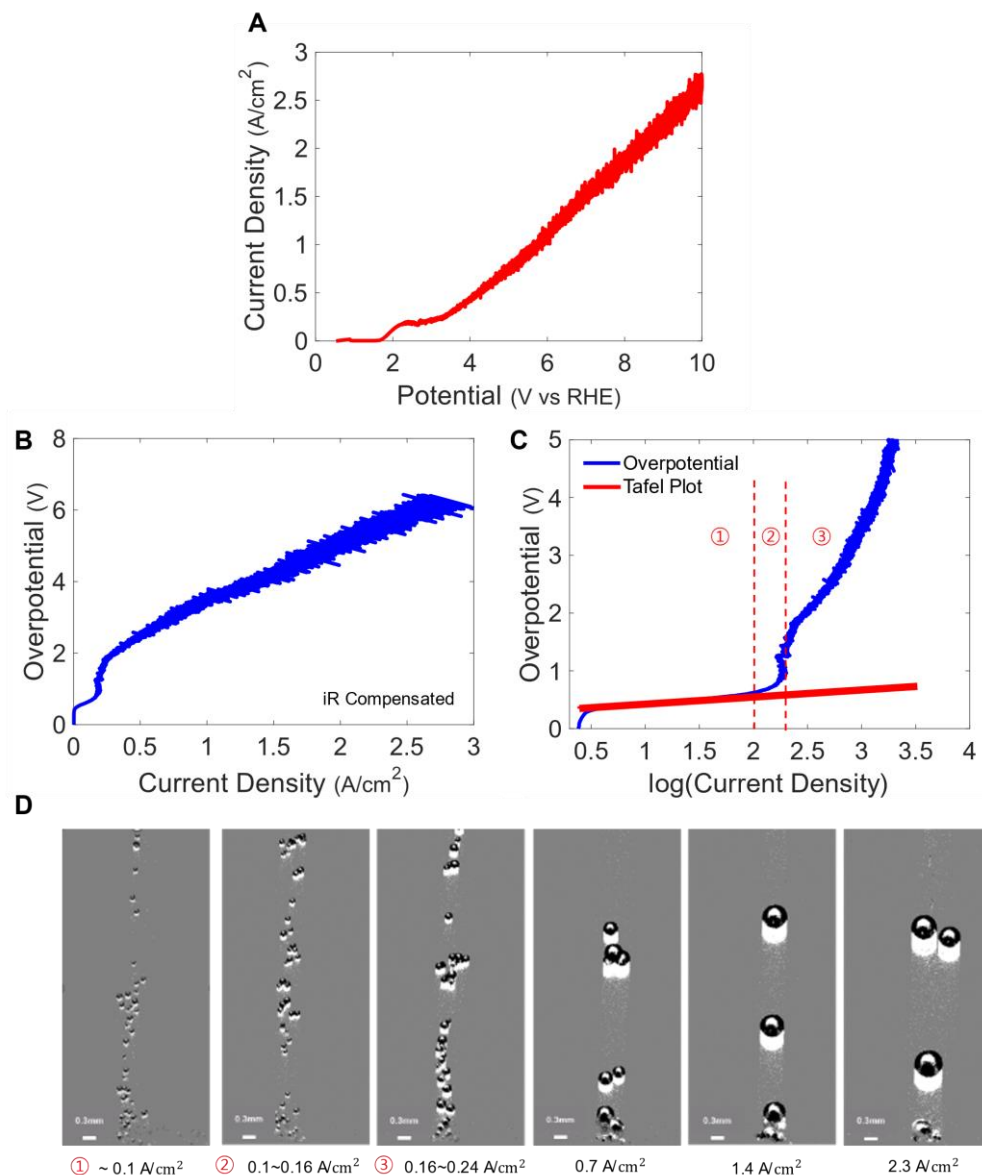 A
3
2.5
2
1.5
1
0.5
0
Current Density (A/cm²)
0 2 4 6 8 10
Potential (V vs RHE)
B
8
6
4
2
0
Overpotential (V)
iR Compensated
0 0.5 1 1.5 2 2.5 3
Current Density (A/cm²)
C
5
4
3
2
1
0
Overpotential (V)
Overpotential
Tafel Plot
① ② ③
0.5 1 1.5 2 2.5 3 3.5 4
log(Current Density)
D
0.3mm 0.3mm 0.3mm 0.3mm 0.3mm 0.3mm
① ~ 0.1 A/cm² ② 0.1~0.16 A/cm² ③ 0.16~0.24 A/cm² 0.7 A/cm² 1.4 A/cm² 2.3 A/cm²